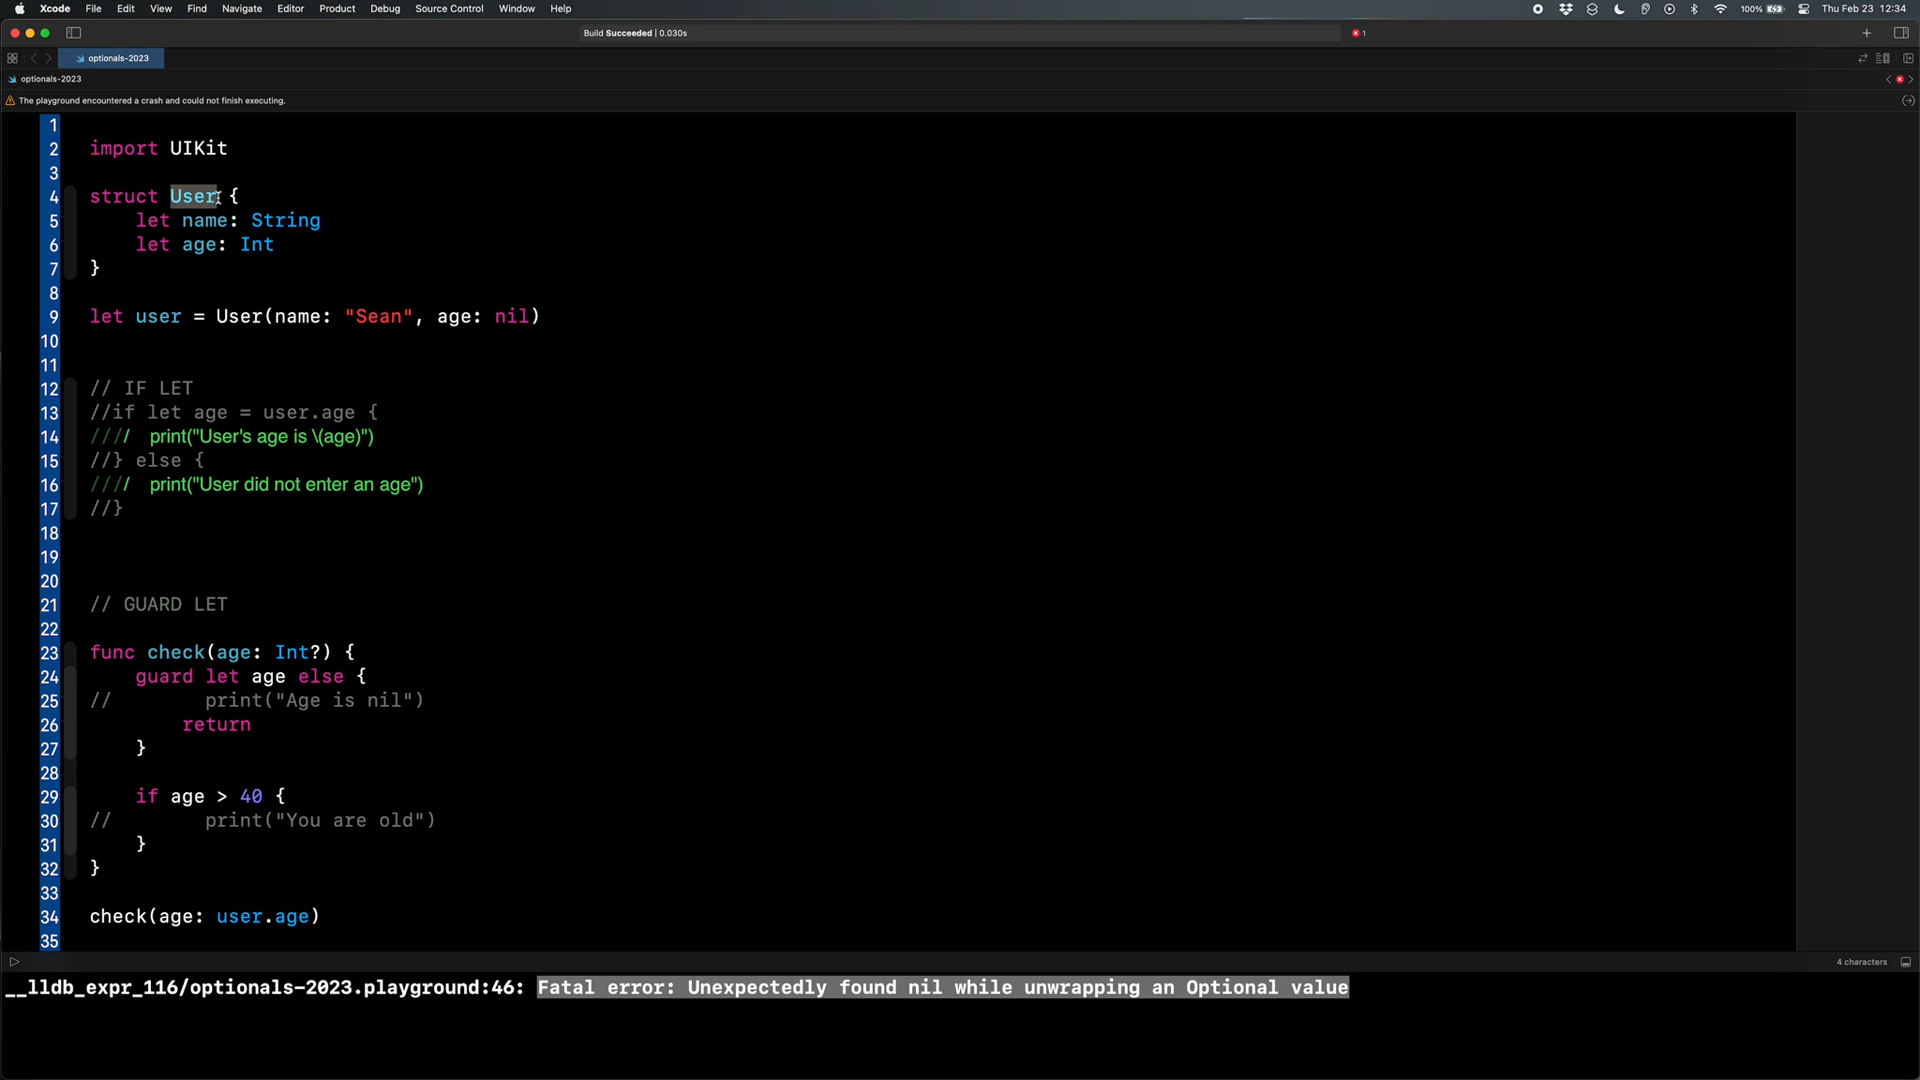 Xcode File Edit View Find Navigate Editor Product Debug Source Control Window Help 100% Thu Feb 23 12:34
Build Succeeded | 0.030s 1
optionals-2023
optionals-2023
The playground encountered a crash and could not finish executing.
1
2 import UIKit
3
4 struct User {
5 let name: String
6 let age: Int
7 }
8
9 let user = User(name: "Sean", age: nil)
10
11
12 // IF LET
13 //if let age = user.age {
14 //// print("User's age is \(age)")
15 //} else {
16 //// print("User did not enter an age")
17 //}
18
19
20
21 // GUARD LET
22
23 func check(age: Int?) {
24 guard let age else {
25 // print("Age is nil")
26 return
27 }
28
29 if age > 40 {
30 // print("You are old")
31 }
32 }
33
34 check(age: user.age)
35
4 characters
__lldb_expr_116/optionals-2023.playground:46: Fatal error: Unexpectedly found nil while unwrapping an Optional value